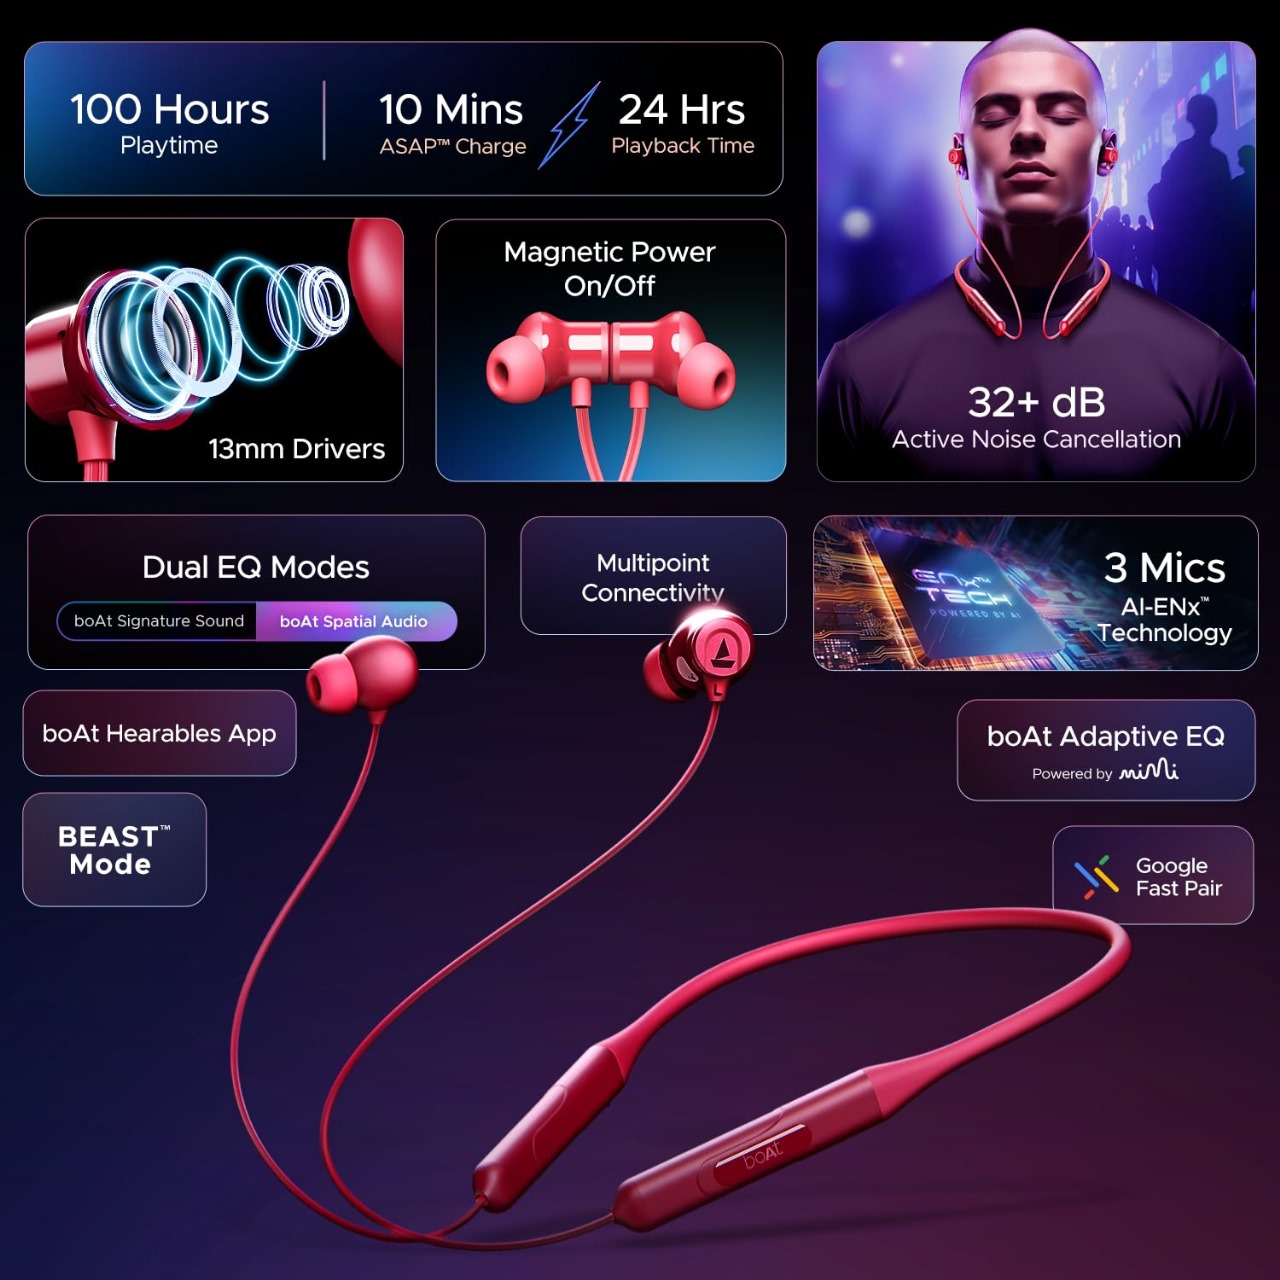 100 Hours
Playtime
10 Mins
ASAP™ Charge
24 Hrs
Playback Time
13mm Drivers
Magnetic Power
On/Off
32+ dB
Active Noise Cancellation
Dual EQ Modes
boAt Signature Sound
boAt Spatial Audio
Multipoint
Connectivity
ENx™
TECH
POWERED BY AI
3 Mics
AI-ENx™
Technology
boAt Hearables App
boAt Adaptive EQ
Powered by miMi
BEAST™
Mode
Google
Fast Pair
boAt